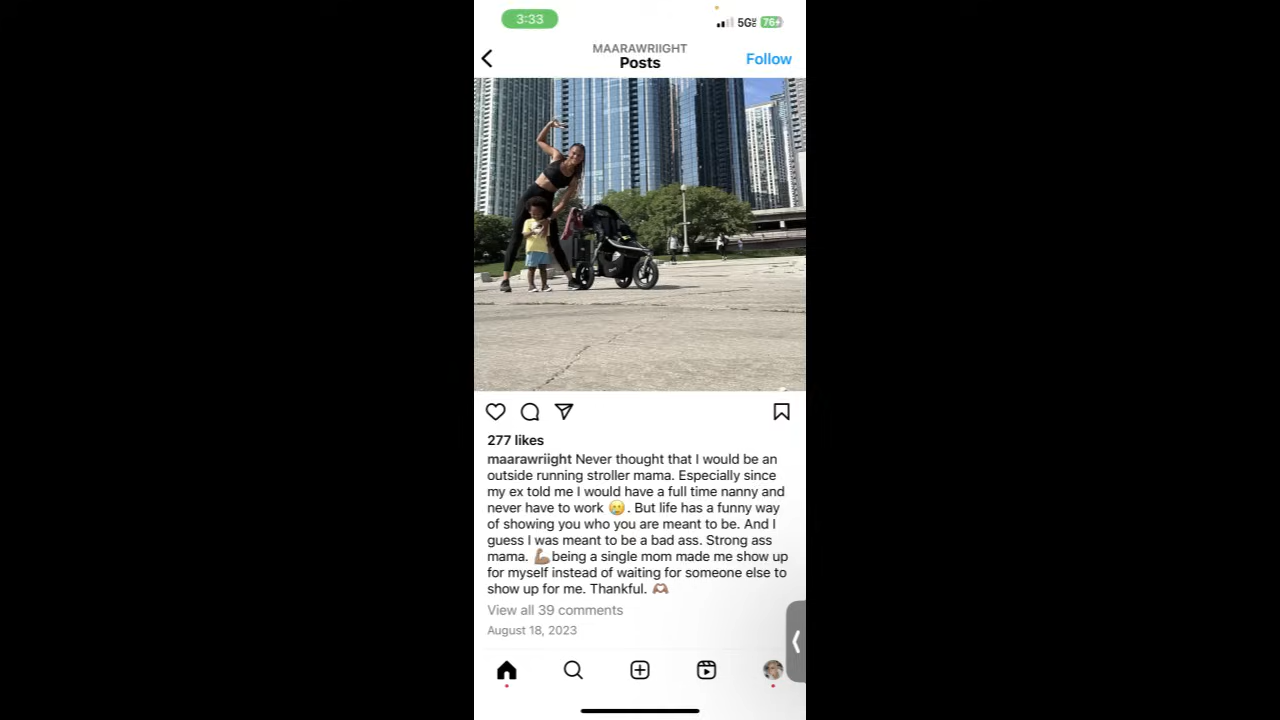 3:33
5G 76
MAARAWRIIGHT
Posts
Follow
277 likes
maarawriight Never thought that I would be an
outside running stroller mama. Especially since
my ex told me I would have a full time nanny and
never have to work 🥲. But life has a funny way
of showing you who you are meant to be. And I
guess I was meant to be a bad ass. Strong ass
mama. 💪🏽being a single mom made me show up
for myself instead of waiting for someone else to
show up for me. Thankful. 🫶🏽
View all 39 comments
August 18, 2023